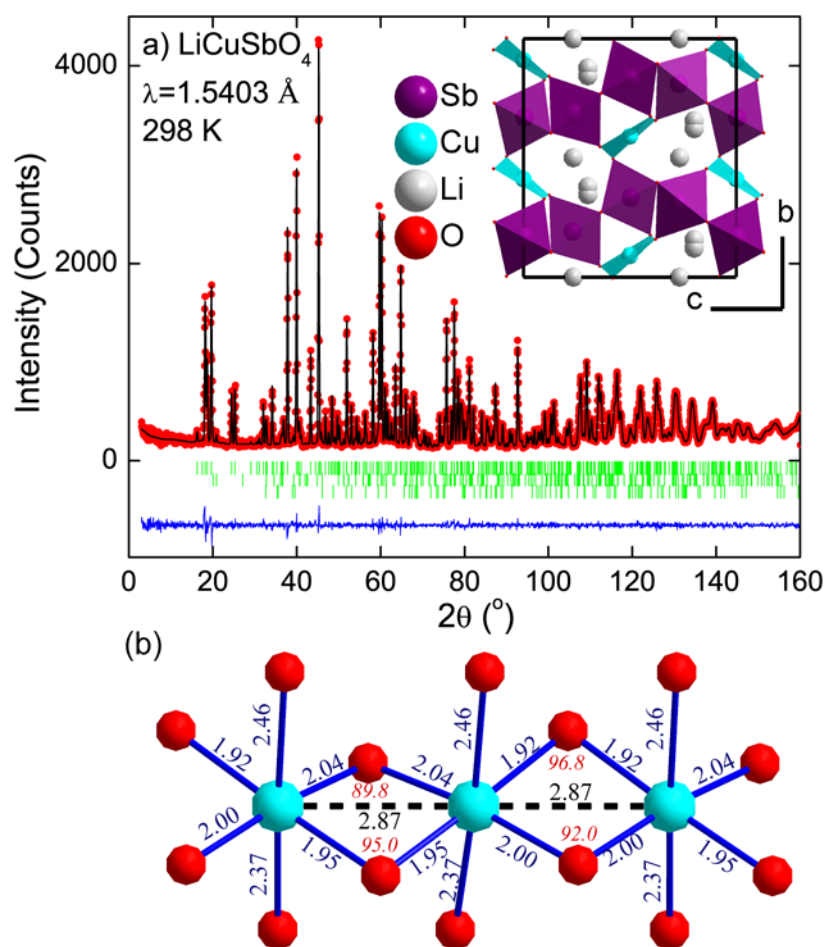 a) LiCuSbO4
λ=1.5403 Å
298 K
Sb
Cu
Li
O
b
c
4000
2000
0
Intensity (Counts)
0 20 40 60 80 100 120 140 160
2θ (°)
(b)
2.46 2.46 2.46
1.92 2.04 2.04 1.92 1.92 2.04
89.8 96.8
2.87 2.87
2.00 1.95 95.0 1.95 2.00 92.0 2.00 1.95
2.37 2.37 2.37